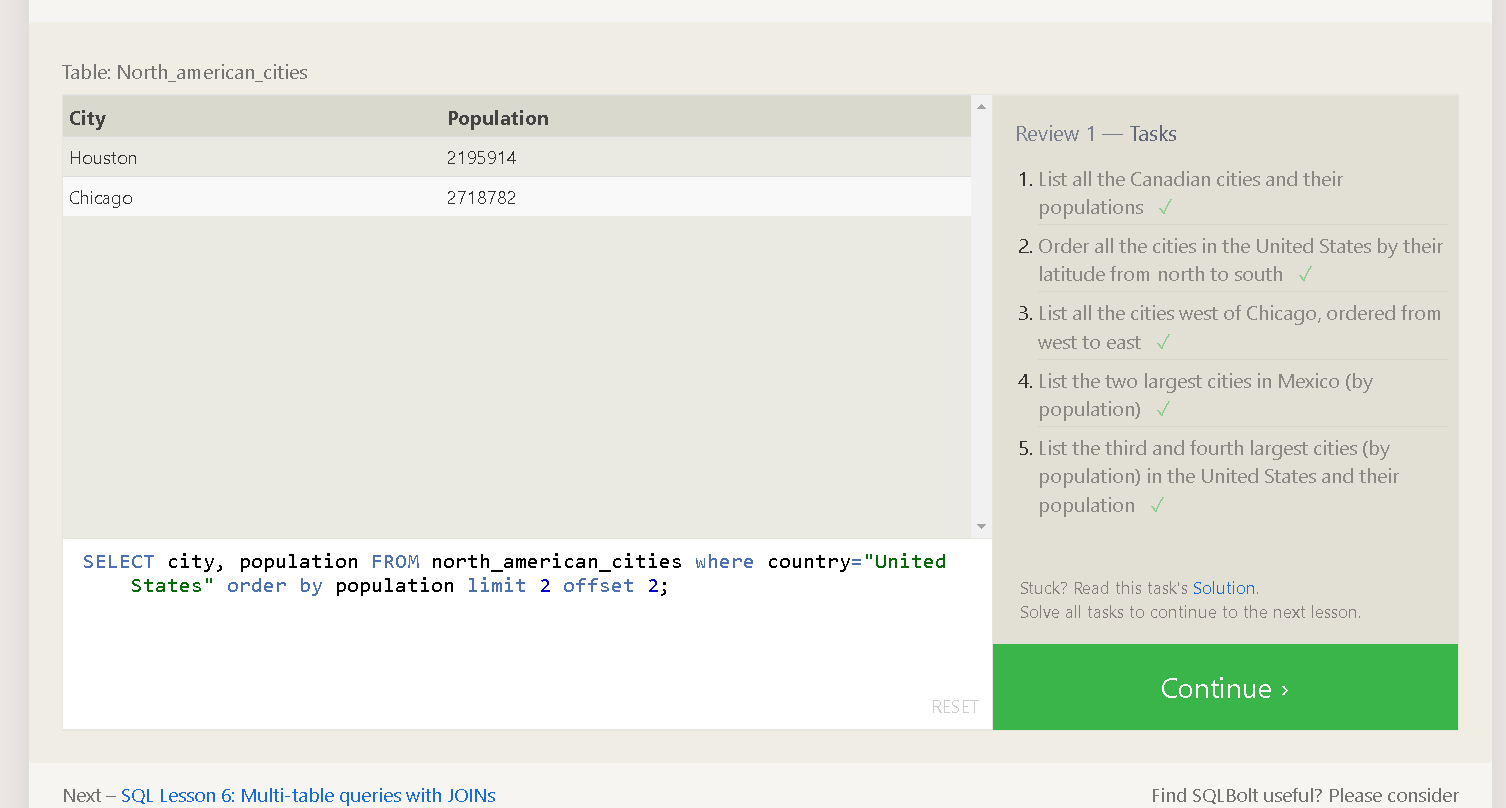 Table: North_american_cities
City Population
Houston 2195914
Chicago 2718782
SELECT city, population FROM north_american_cities where country="United
States" order by population limit 2 offset 2;
RESET
Review 1 — Tasks
1. List all the Canadian cities and their
populations ✓
2. Order all the cities in the United States by their
latitude from north to south ✓
3. List all the cities west of Chicago, ordered from
west to east ✓
4. List the two largest cities in Mexico (by
population) ✓
5. List the third and fourth largest cities (by
population) in the United States and their
population ✓
Stuck? Read this task's Solution.
Solve all tasks to continue to the next lesson.
Continue ›
Next – SQL Lesson 6: Multi-table queries with JOINs
Find SQLBolt useful? Please consider